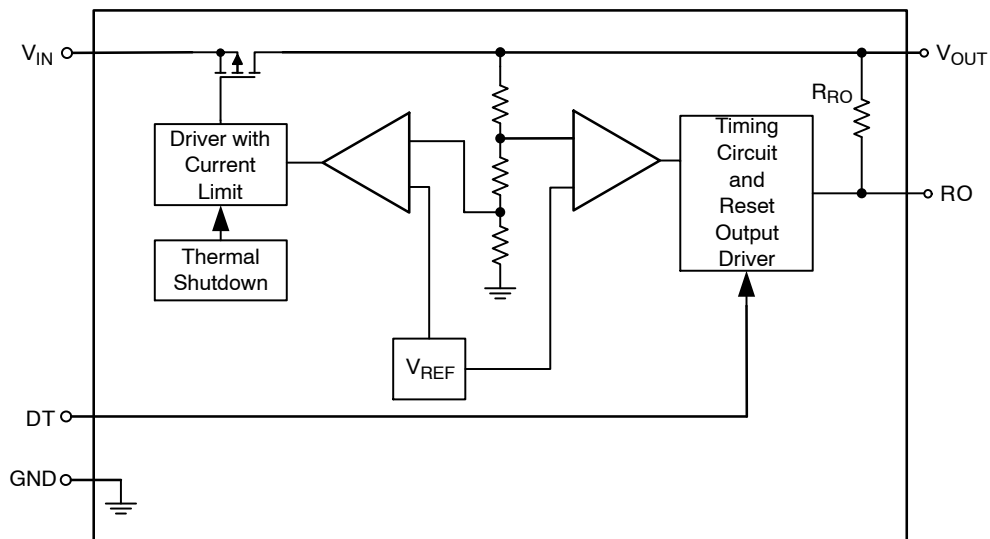 VIN
VOUT
RRO
Driver with
Current
Limit
Timing
Circuit
and
Reset
Output
Driver
RO
Thermal
Shutdown
VREF
DT
GND